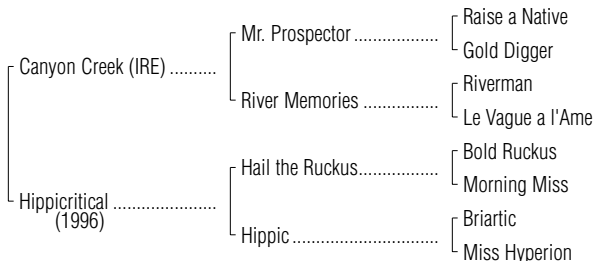 Raise a Native
Mr. Prospector ..................
Gold Digger
Canyon Creek (IRE) ..........
Riverman
River Memories ................
Le Vague a l'Ame
Bold Ruckus
Hail the Ruckus.................
Morning Miss
Hippicritical ......................
(1996)
Briartic
Hippic...............................
Miss Hyperion